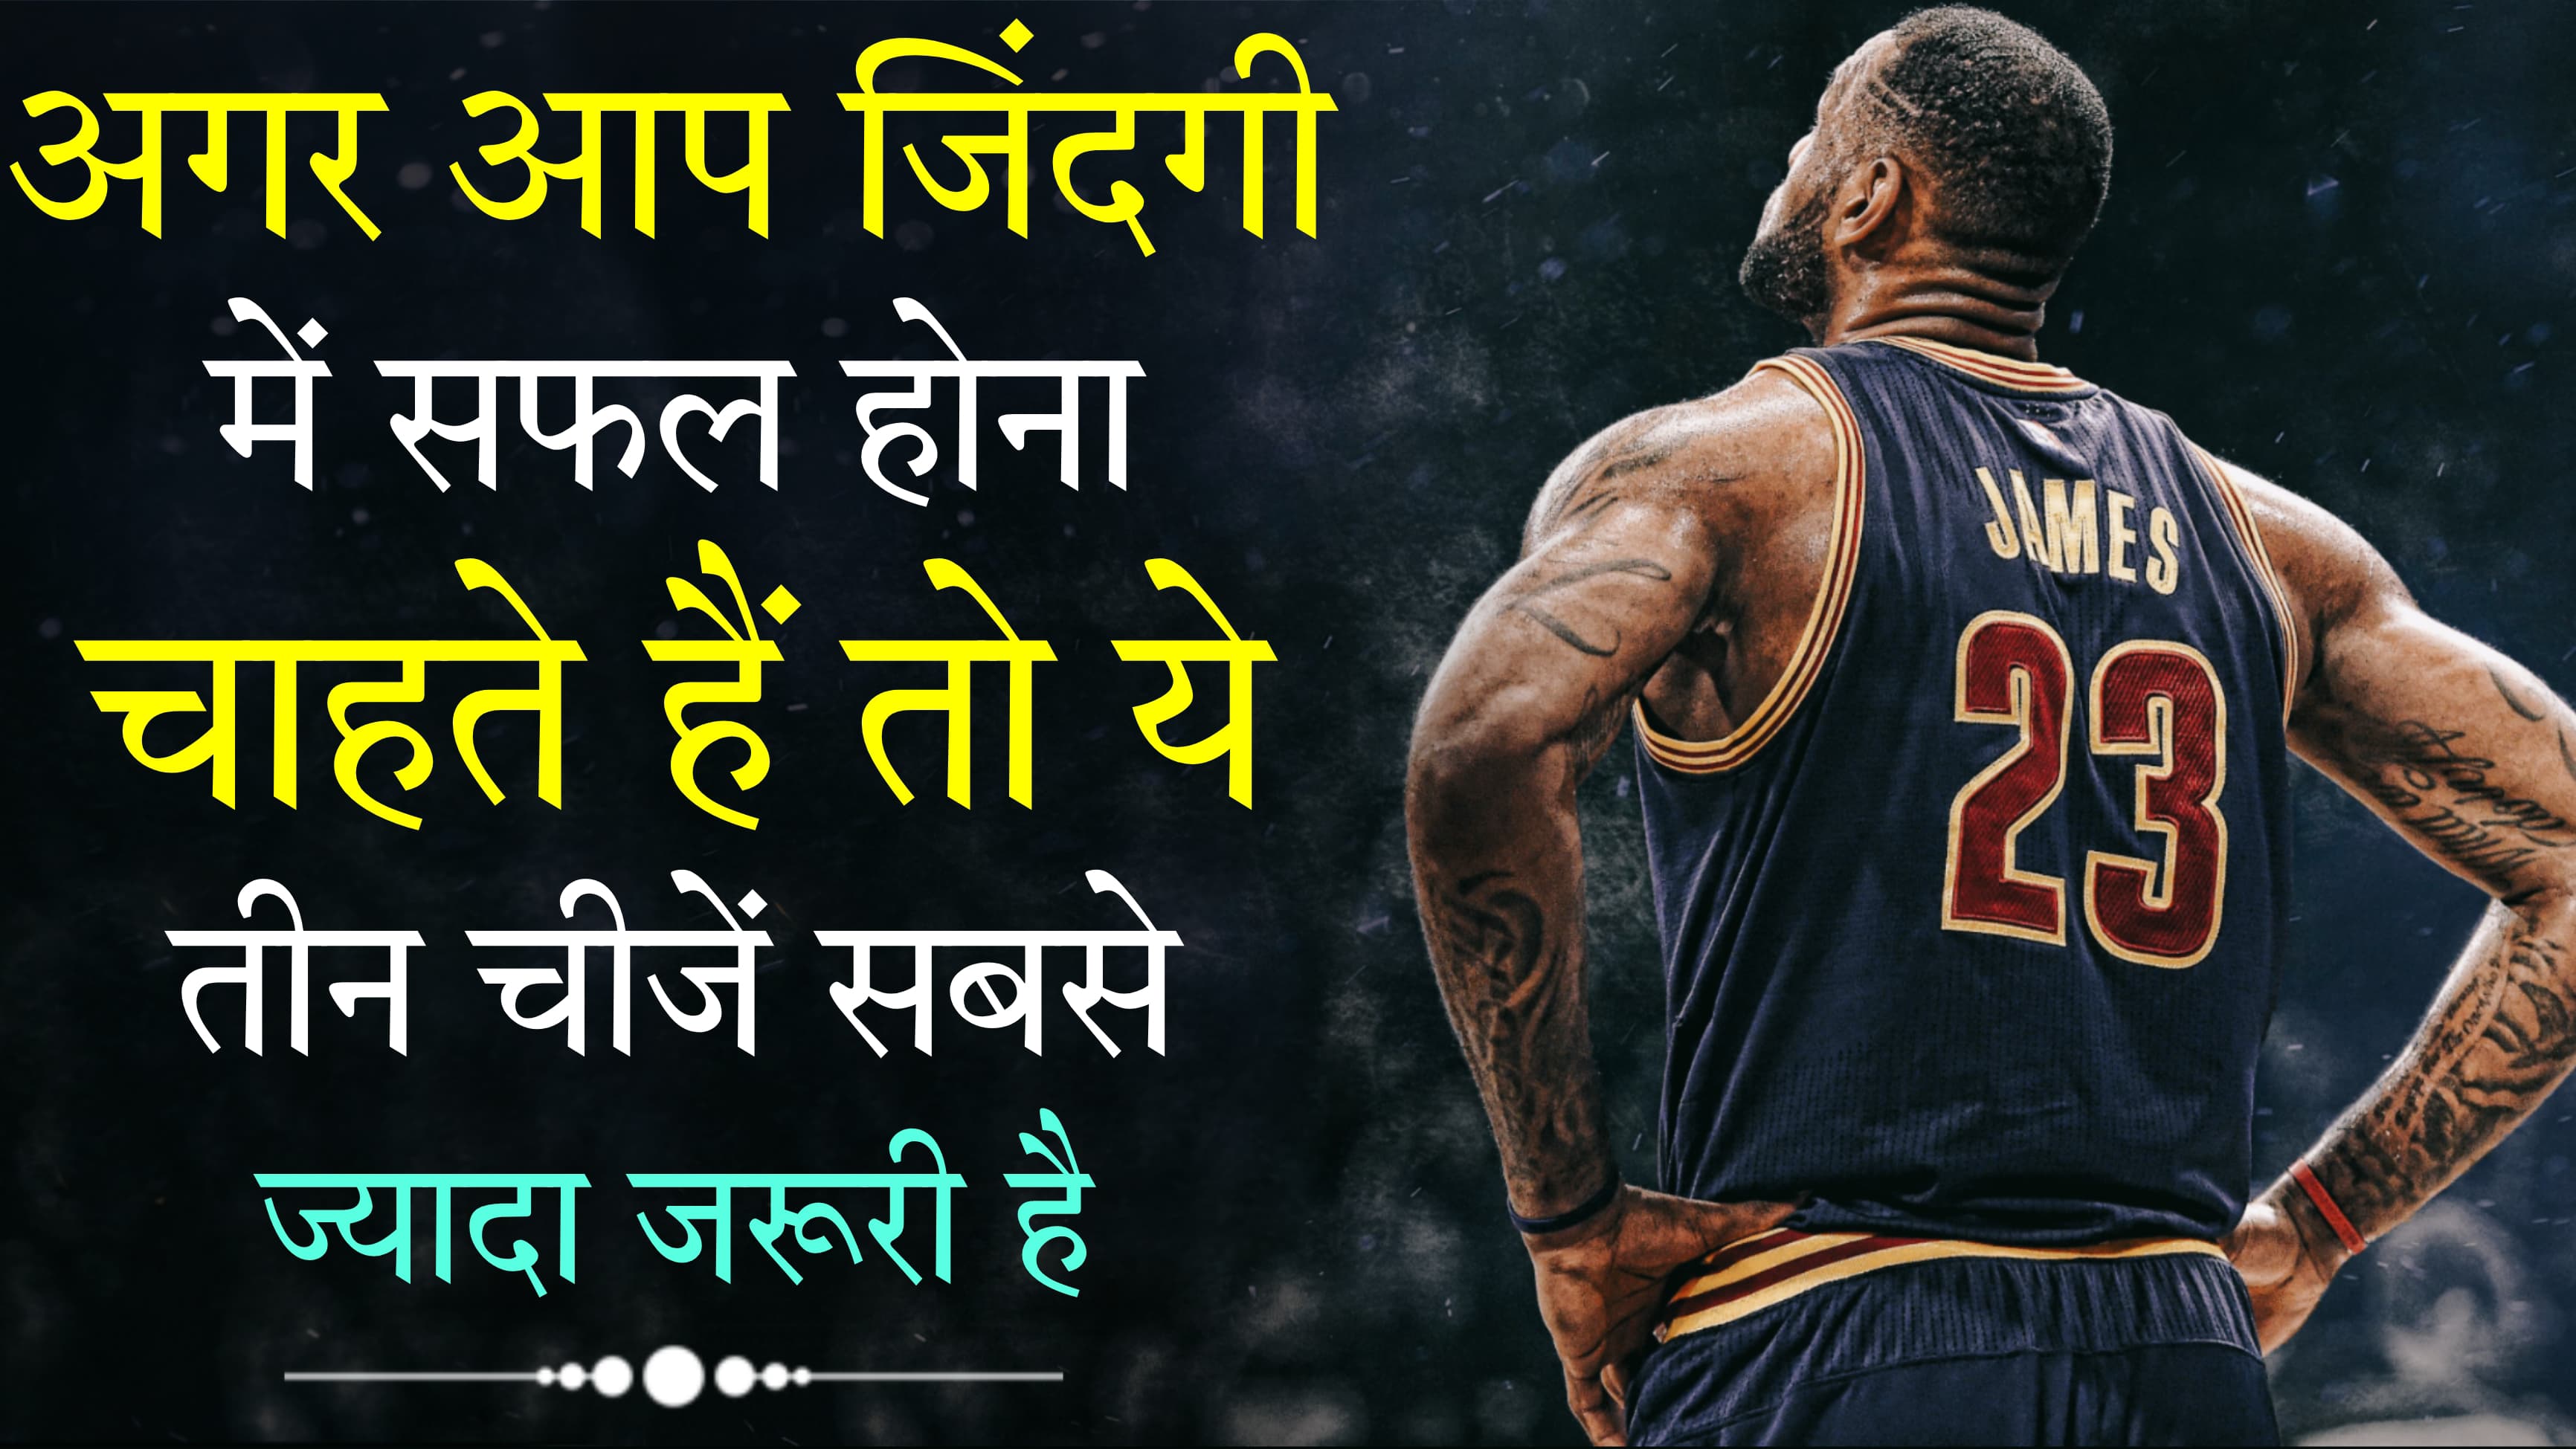 अगर आप जिंदगी
में सफल होना
चाहते हैं तो ये
तीन चीजें सबसे
ज्यादा जरूरी है
JAMES
23